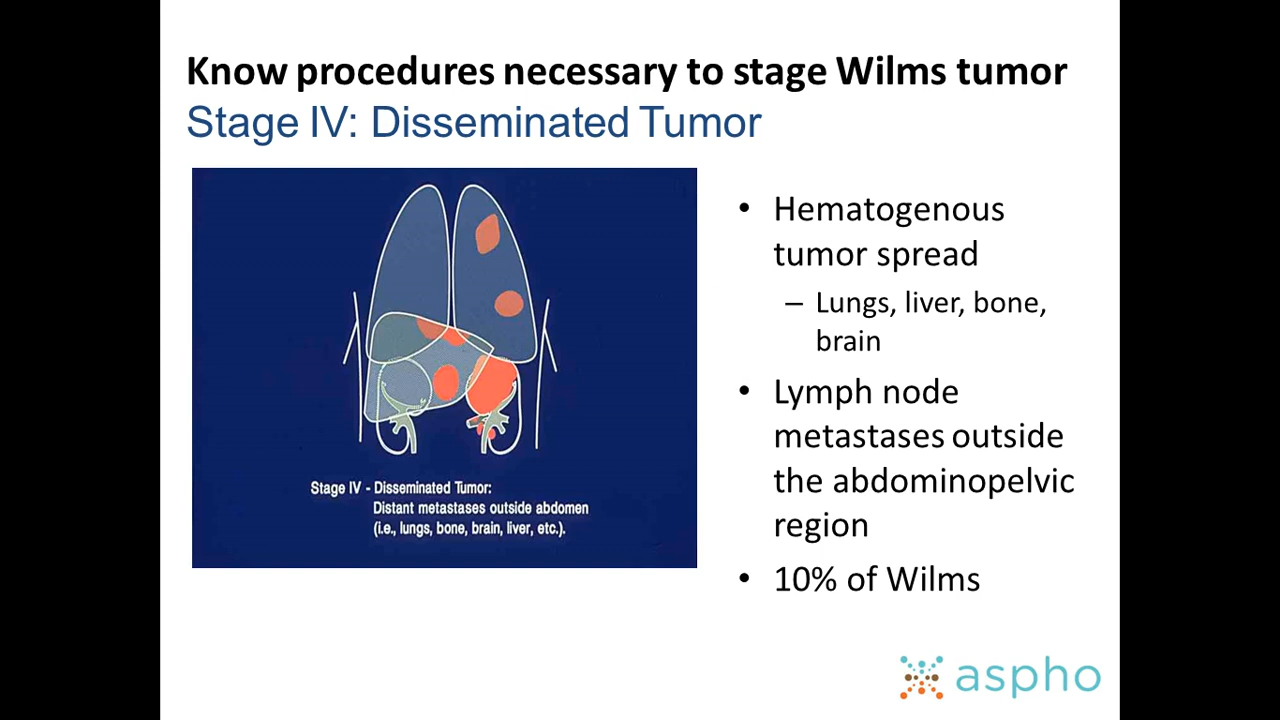 Know procedures necessary to stage Wilms tumor
Stage IV: Disseminated Tumor
Stage IV - Disseminated Tumor:
Distant metastases outside abdomen
(i.e., lungs, bone, brain, liver, etc.).
• Hematogenous
tumor spread
– Lungs, liver, bone,
brain
• Lymph node
metastases outside
the abdominopelvic
region
• 10% of Wilms
aspho